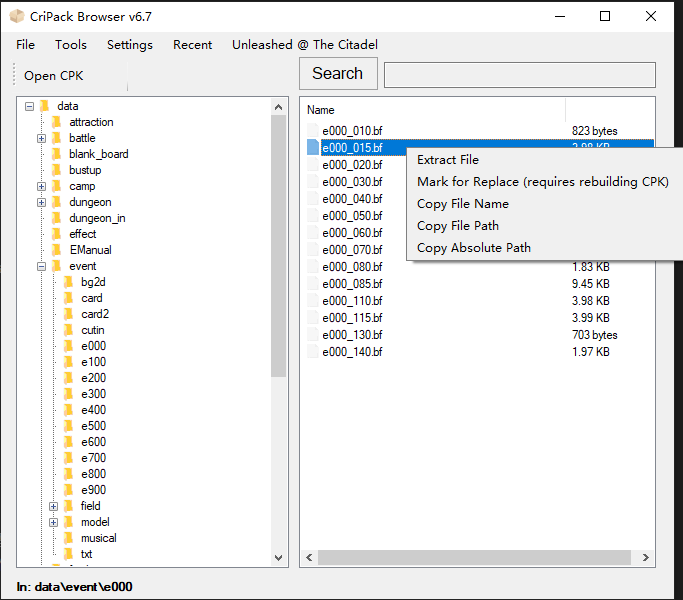 CriPack Browser v6.7
File Tools Settings Recent Unleashed @ The Citadel
Open CPK
Search
data
attraction
battle
blank_board
bustup
camp
dungeon
dungeon_in
effect
EManual
event
bg2d
card
card2
cutin
e000
e100
e200
e300
e400
e500
e600
e700
e800
e900
field
model
musical
txt
Name
e000_010.bf 823 bytes
e000_015.bf
e000_020.bf
e000_030.bf
e000_040.bf
e000_050.bf
e000_060.bf
e000_070.bf
e000_080.bf 1.83 KB
e000_085.bf 9.45 KB
e000_110.bf 3.98 KB
e000_115.bf 3.99 KB
e000_130.bf 703 bytes
e000_140.bf 1.97 KB
Extract File
Mark for Replace (requires rebuilding CPK)
Copy File Name
Copy File Path
Copy Absolute Path
In: data\event\e000